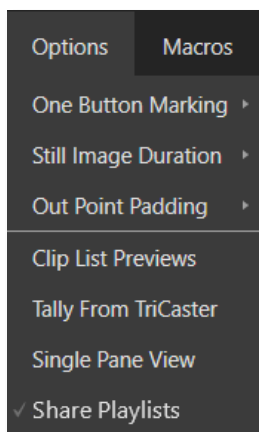 Options Macros
One Button Marking
Still Image Duration
Out Point Padding
Clip List Previews
Tally From TriCaster
Single Pane View
✓ Share Playlists